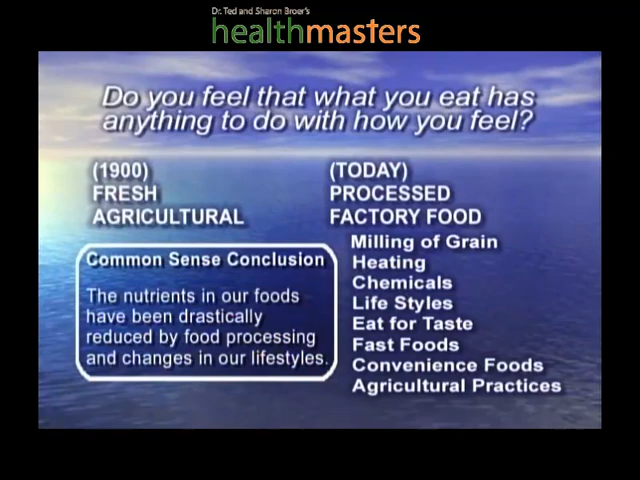 Dr. Ted and Sharon Broer's
healthmasters
Do you feel that what you eat has
anything to do with how you feel?
(1900)
FRESH
AGRICULTURAL
(TODAY)
PROCESSED
FACTORY FOOD
Common Sense Conclusion
The nutrients in our foods
have been drastically
reduced by food processing
and changes in our lifestyles.
Milling of Grain
Heating
Chemicals
Life Styles
Eat for Taste
Fast Foods
Convenience Foods
Agricultural Practices